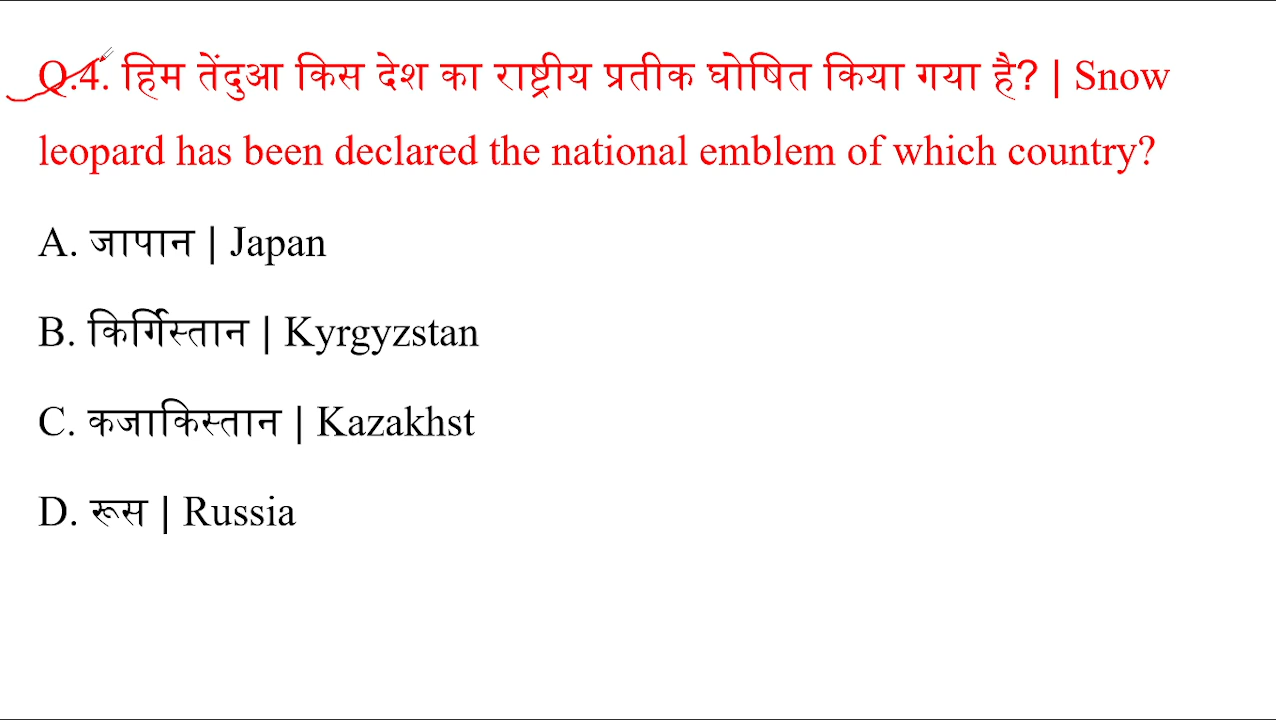 Q.4. हिम तेंदुआ किस देश का राष्ट्रीय प्रतीक घोषित किया गया है? | Snow
leopard has been declared the national emblem of which country?
A. जापान | Japan
B. किर्गिस्तान | Kyrgyzstan
C. कजाकिस्तान | Kazakhst
D. रूस | Russia